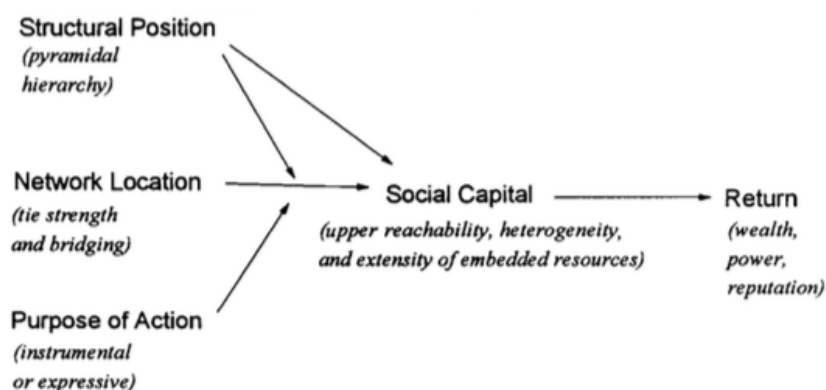 Structural Position
(pyramidal
hierarchy)
Network Location
(tie strength
and bridging)
Social Capital
(upper reachability, heterogeneity,
and extensity of embedded resources)
Return
(wealth,
power,
reputation)
Purpose of Action
(instrumental
or expressive)